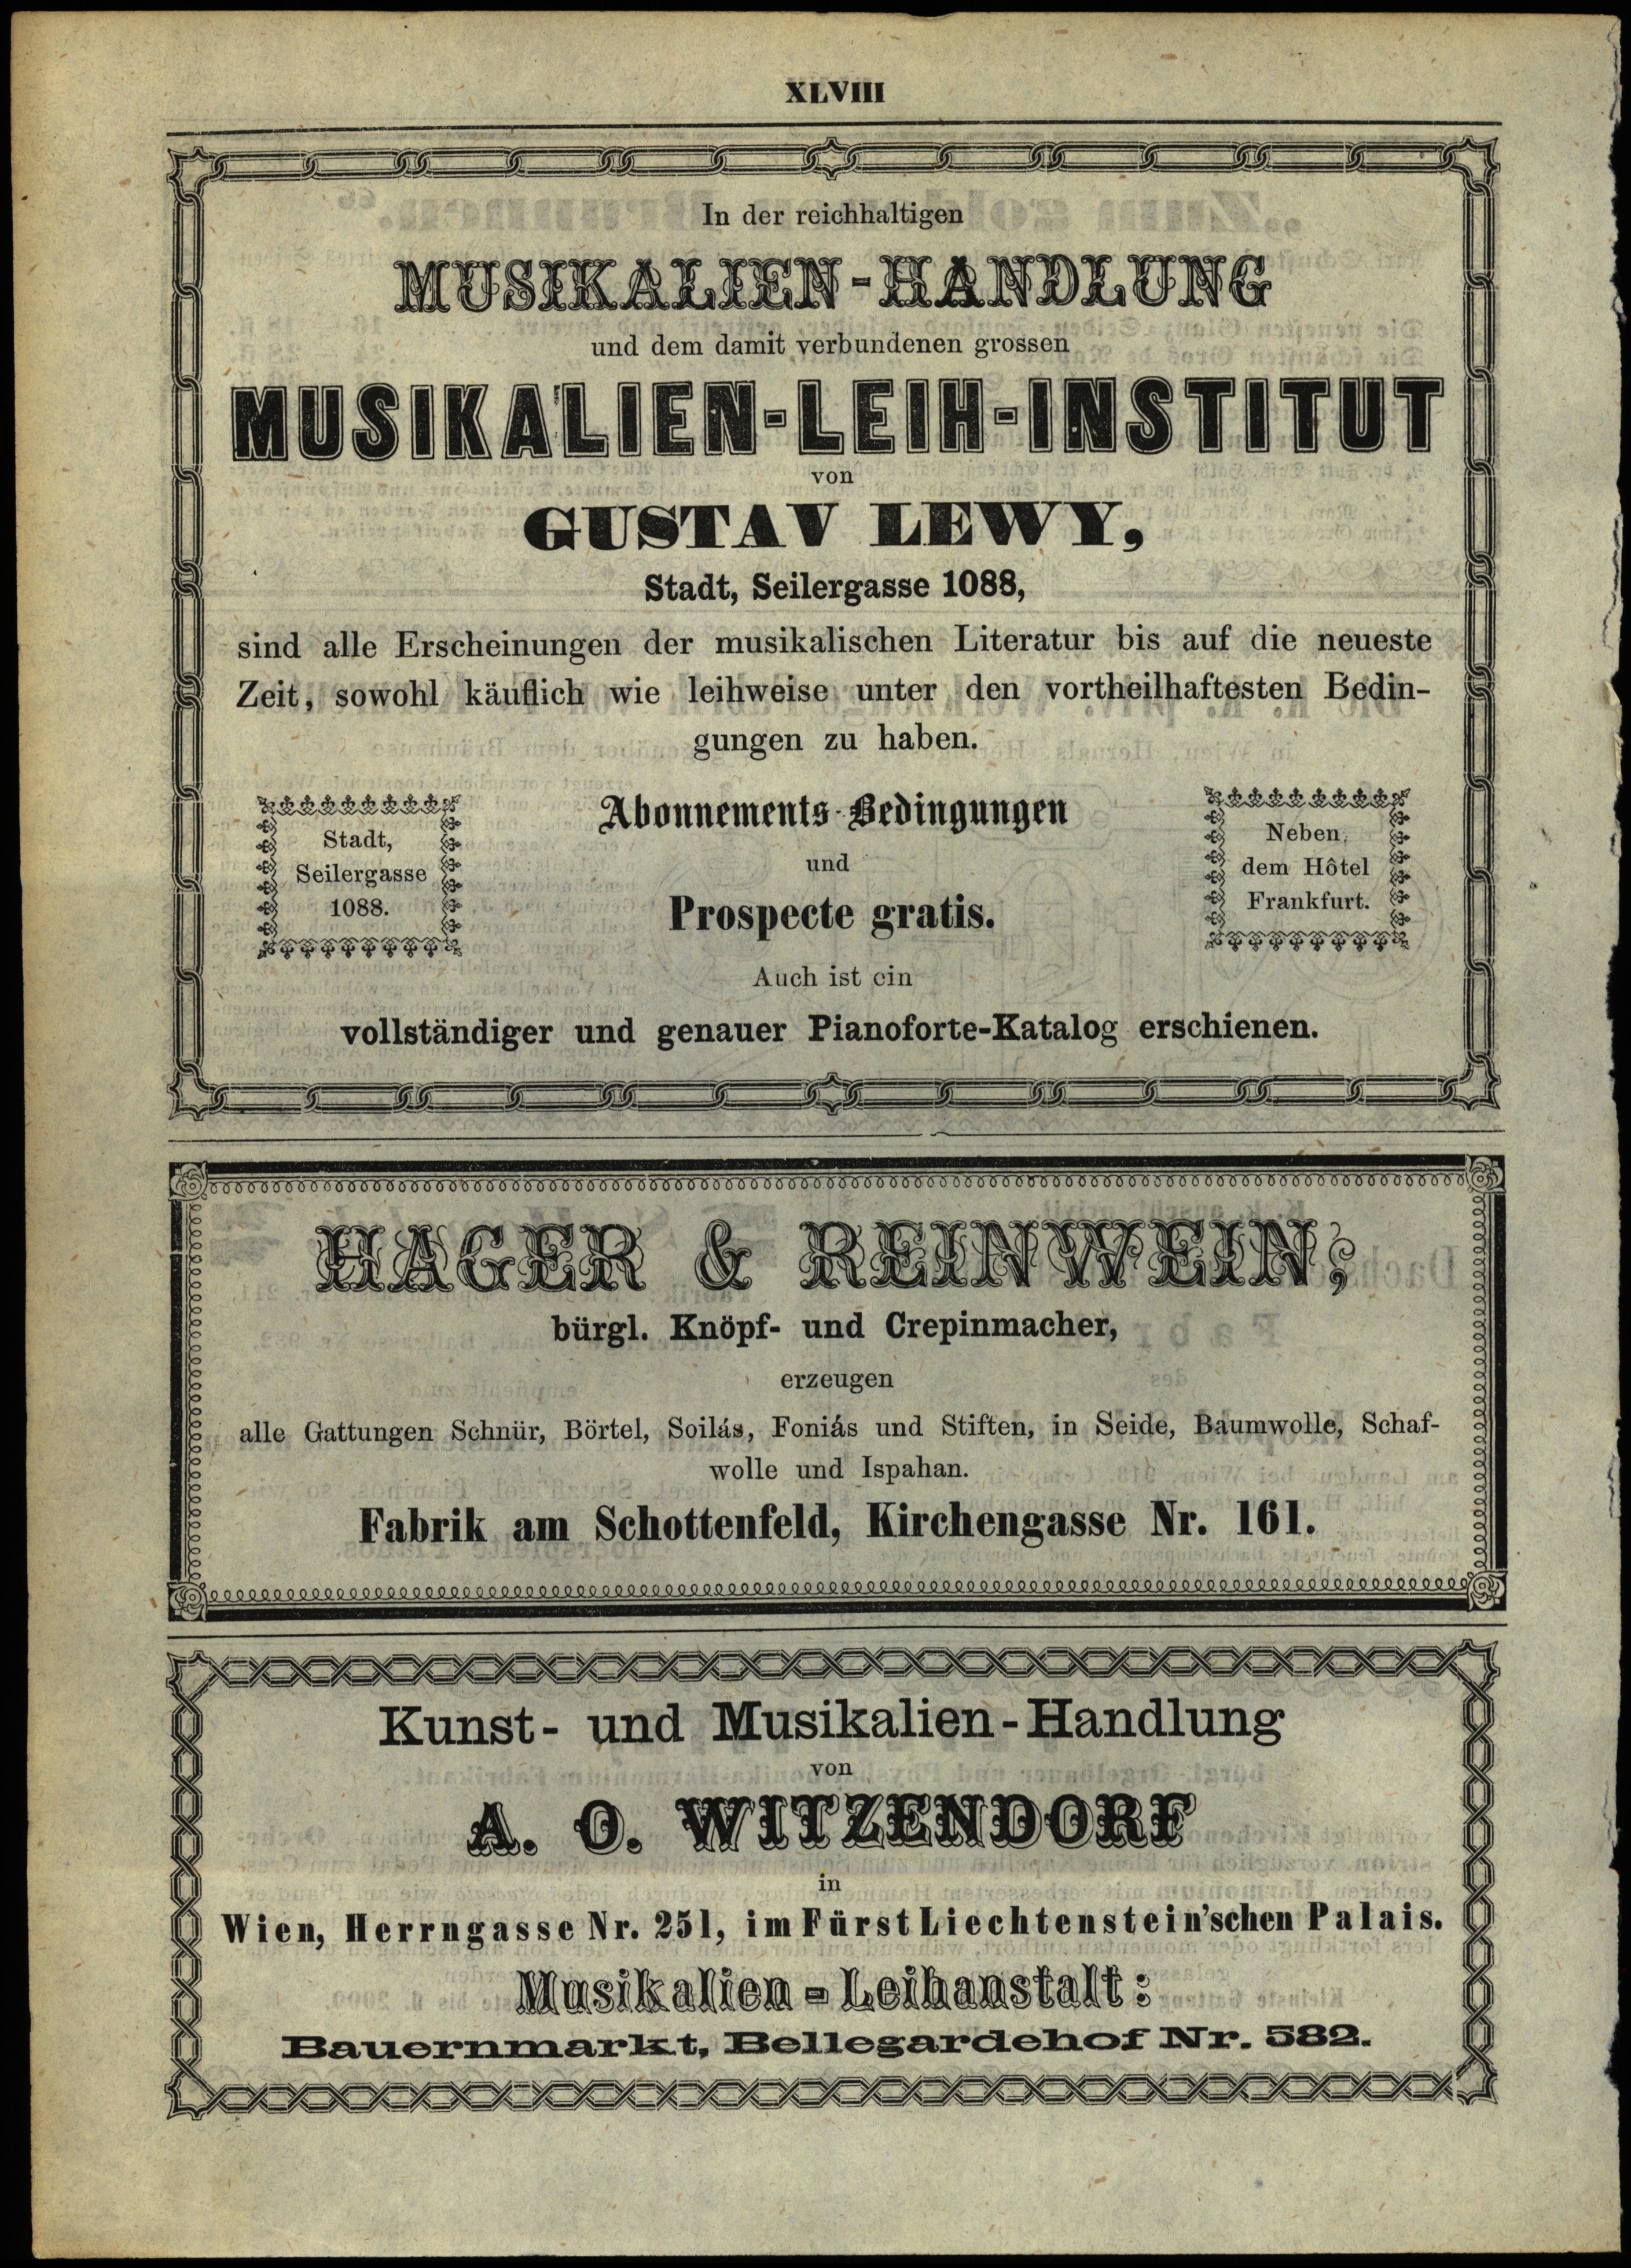 XLVIII
In der reichhaltigen
MUSIKALIEN-HANDLUNG
und dem damit verbundenen grossen
MUSIKALIEN-LEIH-INSTITUT
von
GUSTAV LEWY,
Stadt, Seilergasse 1088,
sind alle Erscheinungen der musikalischen Literatur bis auf die neueste
Zeit, sowohl käuflich wie leihweise unter den vortheilhaftesten Bedin-
gungen zu haben.
Stadt,
Seilergasse
1088.
Abonnements-Bedingungen
und
Prospecte gratis.
Neben
dem Hôtel
Frankfurt.
Auch ist ein
vollständiger und genauer Pianoforte-Katalog erschienen.
HAGER & REINWEIN,
bürgl. Knöpf- und Crepinmacher,
erzeugen
alle Gattungen Schnür, Börtel, Soilás, Foniás und Stiften, in Seide, Baumwolle, Schaf-
wolle und Ispahan.
Fabrik am Schottenfeld, Kirchengasse Nr. 161.
Kunst- und Musikalien-Handlung
von
A. O. WITZENDORF
in
Wien, Herrngasse Nr. 251, im Fürst Liechtenstein'schen Palais.
Musikalien-Leihanstalt:
Bauernmarkt, Bellegardehof Nr. 582.